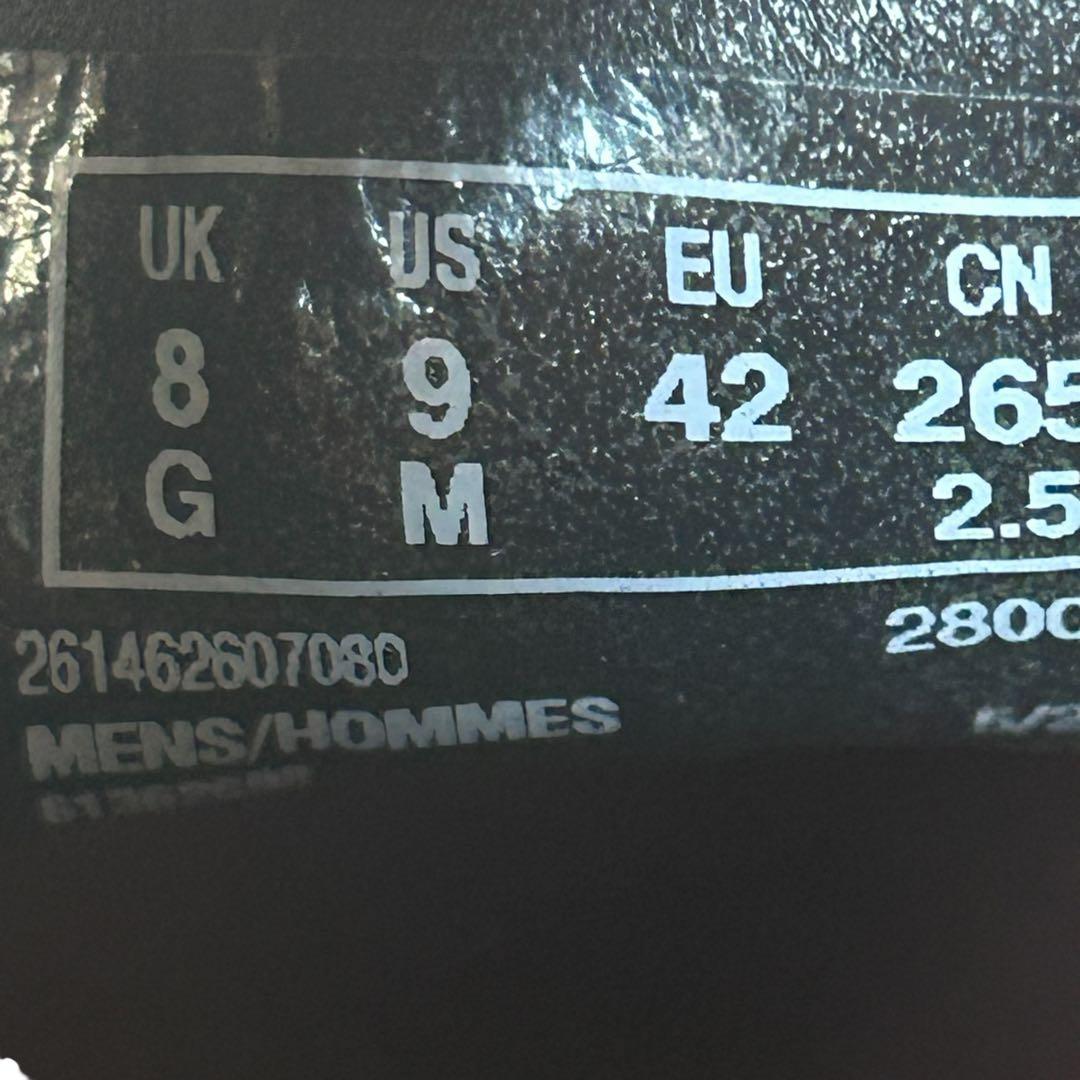 UK US EU CN
8 9 42 265
G M 2.5
261462607080 2800
MENS/HOMMES